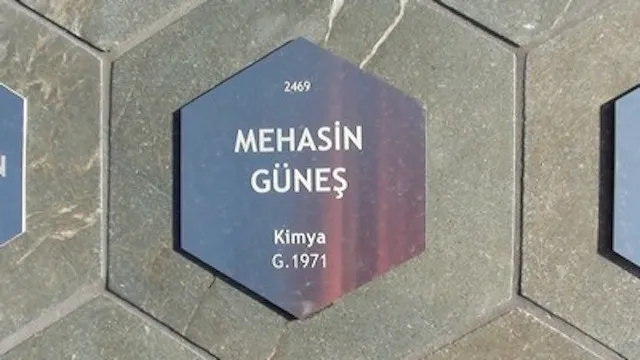 2469
MEHASİN
GÜNEŞ
Kimya
G.1971